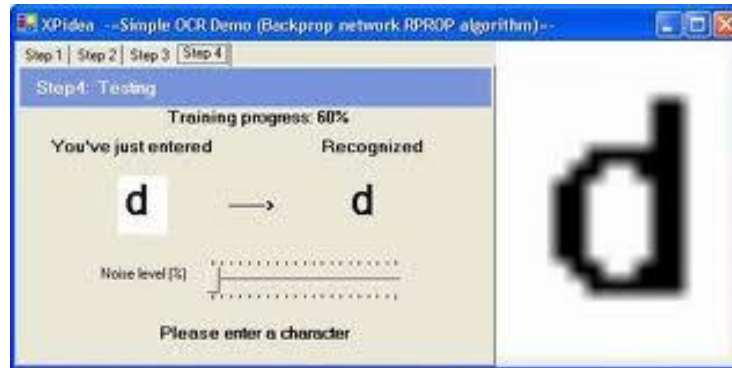 XPidea --=Simple OCR Demo (Backprop network RPROP algorithm)=--
Step 1 Step 2 Step 3 Step 4
Step4: Testing
Training progress: 60%
You've just entered Recognized
d → d
Noise level [%]
Please enter a character
d